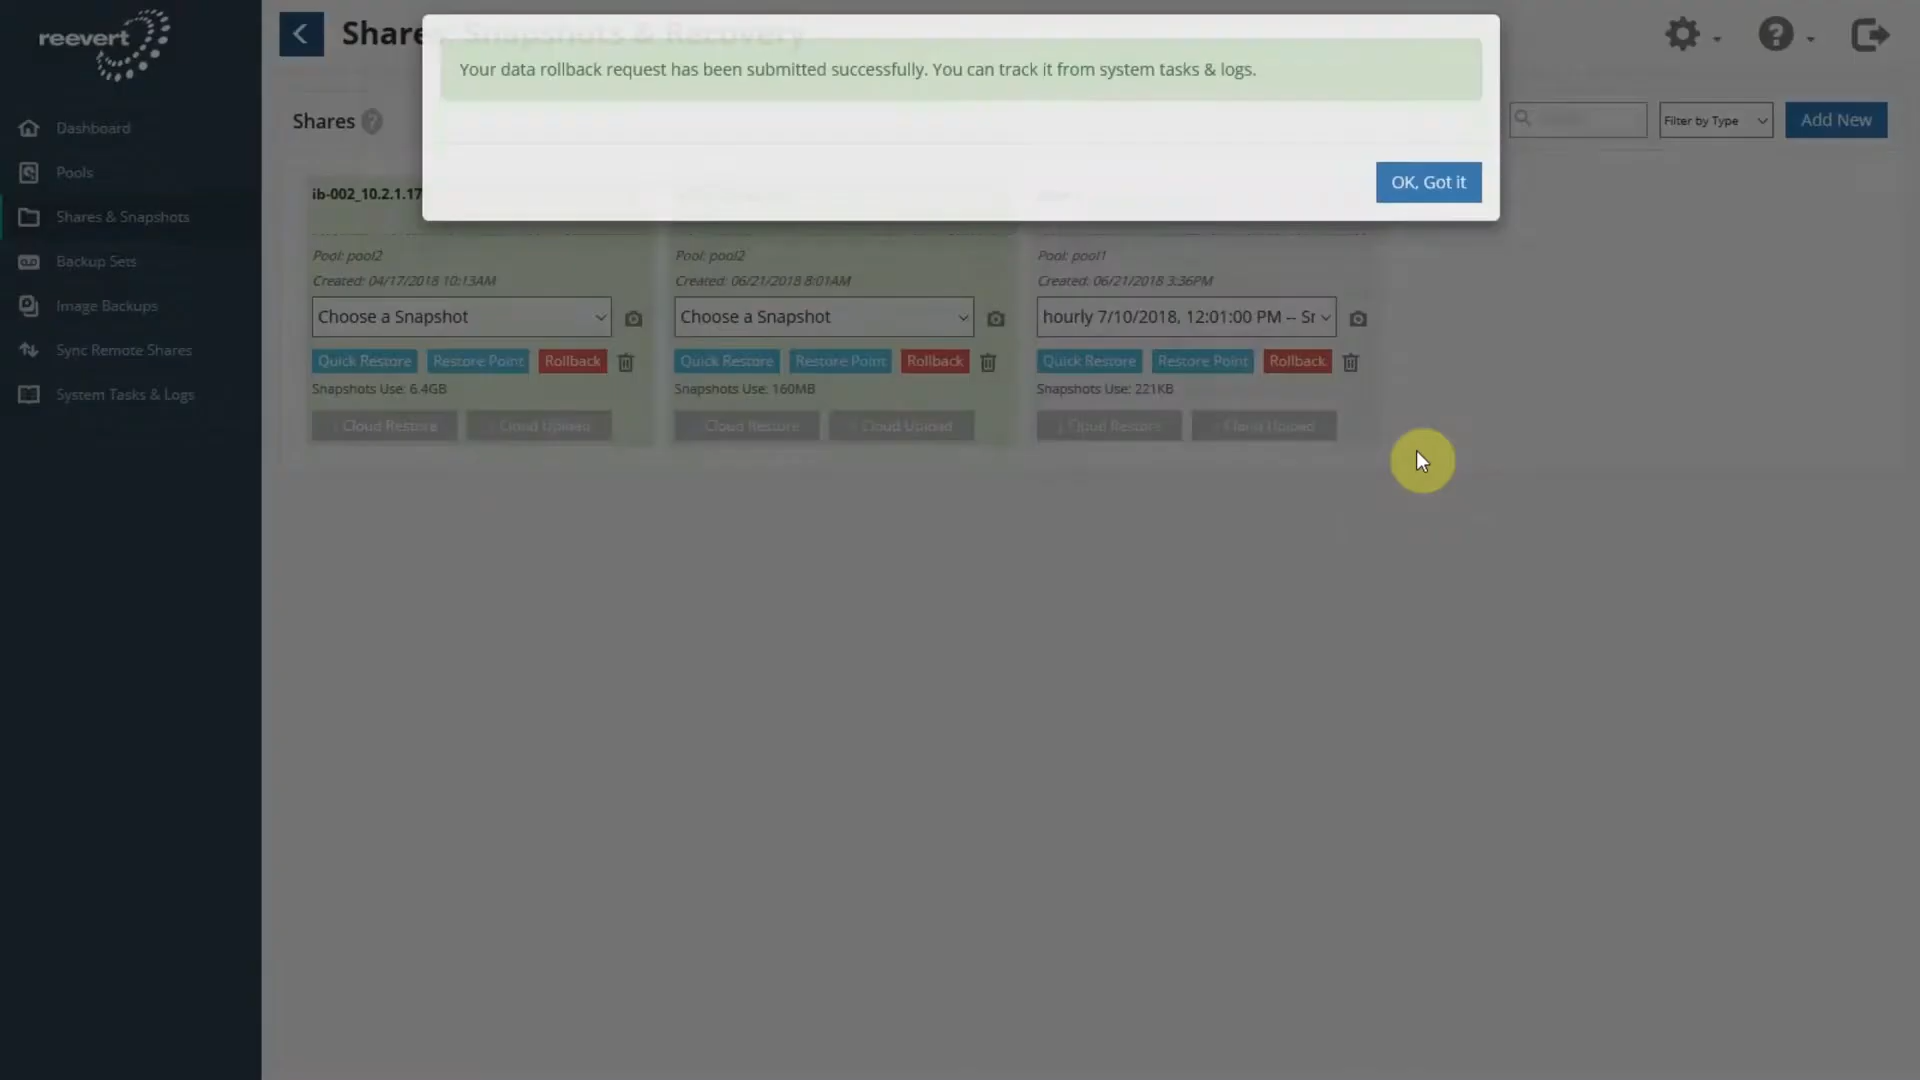 reevert
Shares, Snapshots & Recovery
Your data rollback request has been submitted successfully. You can track it from system tasks & logs.
OK, Got it
Dashboard
Pools
Shares & Snapshots
Backup Sets
Image Backups
Sync Remote Shares
System Tasks & Logs
Shares ?
Filter by Type
Add New
ib-002_10.2.1.17
Pool: pool2
Created: 04/17/2018 10:13AM
Choose a Snapshot
Quick Restore Restore Point Rollback
Snapshots Use: 6.4GB
Cloud Restore Cloud Upload
Pool: pool2
Created: 06/21/2018 8:01AM
Choose a Snapshot
Quick Restore Restore Point Rollback
Snapshots Use: 160MB
Cloud Restore Cloud Upload
Pool: pool1
Created: 06/21/2018 3:36PM
hourly 7/10/2018, 12:01:00 PM -- Sr
Quick Restore Restore Point Rollback
Snapshots Use: 221KB
Cloud Restore Cloud Upload